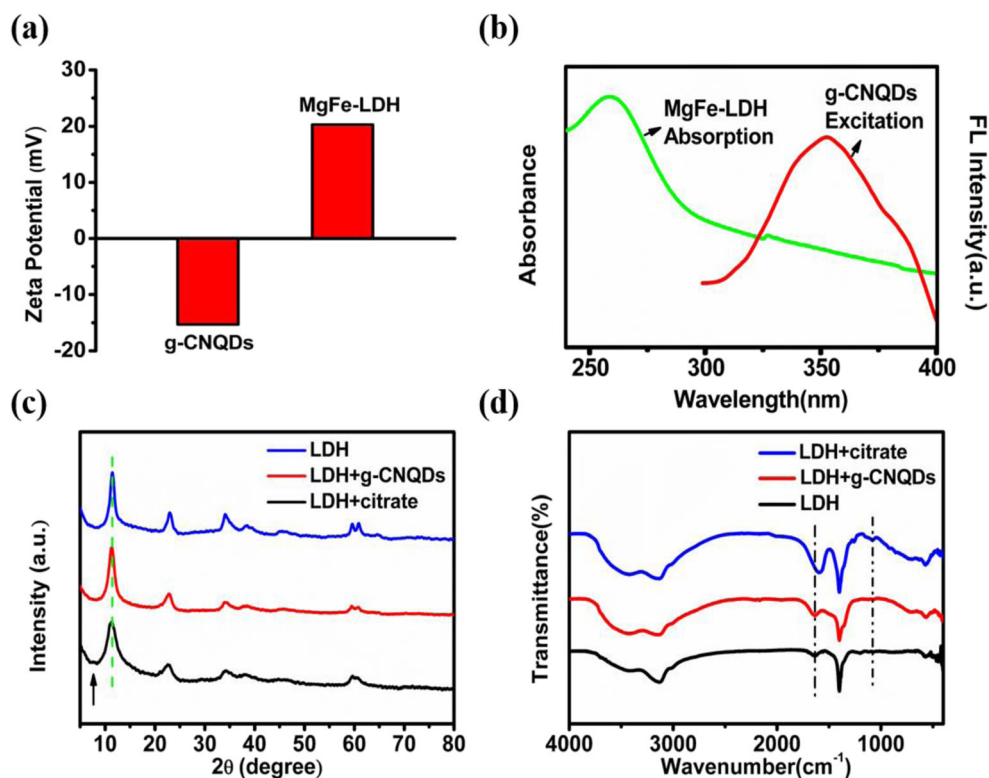 (a)
30
20
10
0
-10
-20
Zeta Potential (mV)
MgFe-LDH
g-CNQDs
(b)
MgFe-LDH
Absorption
g-CNQDs
Excitation
Absorbance
FL Intensity(a.u.)
250
300
350
400
Wavelength(nm)
(c)
LDH
LDH+g-CNQDs
LDH+citrate
Intensity (a.u.)
10
20
30
40
50
60
70
80
2θ (degree)
(d)
LDH+citrate
LDH+g-CNQDs
LDH
Transmittance(%)
4000
3000
2000
1000
Wavenumber(cm⁻¹)